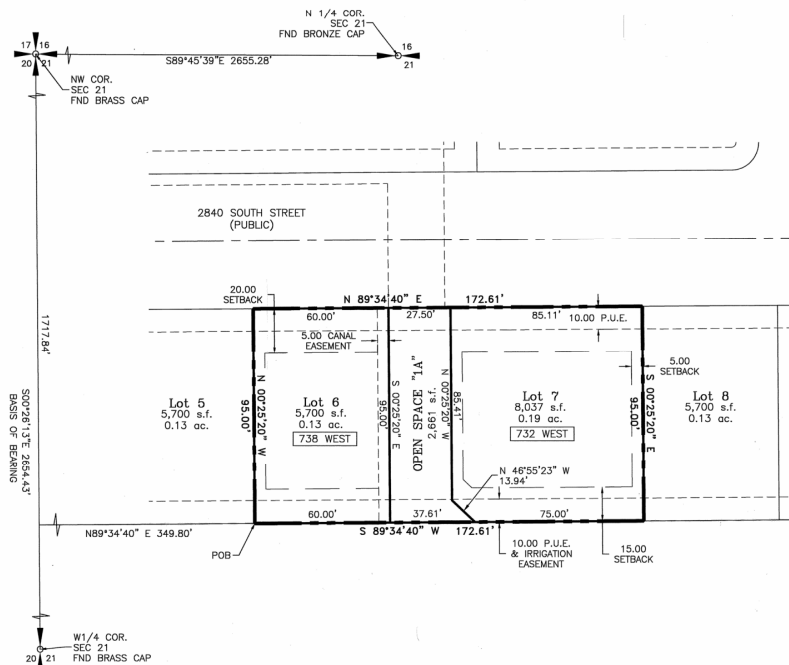 N 1/4 COR.
SEC 21
FND BRONZE CAP
17 16
20 21
16
21
S89°45'39"E 2655.28'
NW COR.
SEC 21
FND BRASS CAP
2840 SOUTH STREET
(PUBLIC)
20.00
SETBACK
N 89°34'40" E 172.61'
60.00'
27.50'
85.11'
10.00 P.U.E.
5.00 CANAL
EASEMENT
5.00
SETBACK
1717.84'
S00°26'13"E 2654.43'
BASIS OF BEARING
Lot 5
5,700 s.f.
0.13 ac.
N 00°25'20" W
95.00'
Lot 6
5,700 s.f.
0.13 ac.
738 WEST
95.00'
S 00°25'20" E
OPEN SPACE "1A"
2,661 s.f.
N 00°25'20" W
85.41'
Lot 7
8,037 s.f.
0.19 ac.
732 WEST
95.00'
S 00°25'20" E
Lot 8
5,700 s.f.
0.13 ac.
N 46°55'23" W
13.94'
60.00'
37.61'
75.00'
N89°34'40" E 349.80'
S 89°34'40" W 172.61'
POB
10.00 P.U.E.
& IRRIGATION
EASEMENT
15.00
SETBACK
W1/4 COR.
SEC 21
FND BRASS CAP
20 21